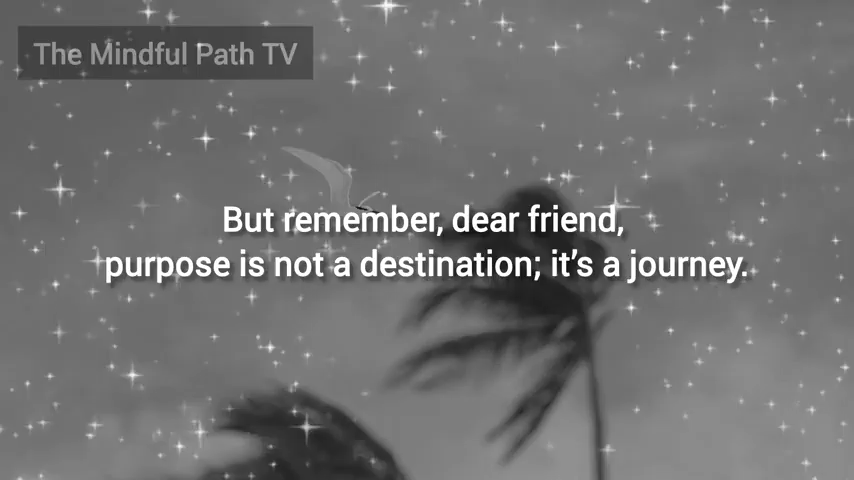 The Mindful Path TV
But remember, dear friend,
purpose is not a destination; it’s a journey.